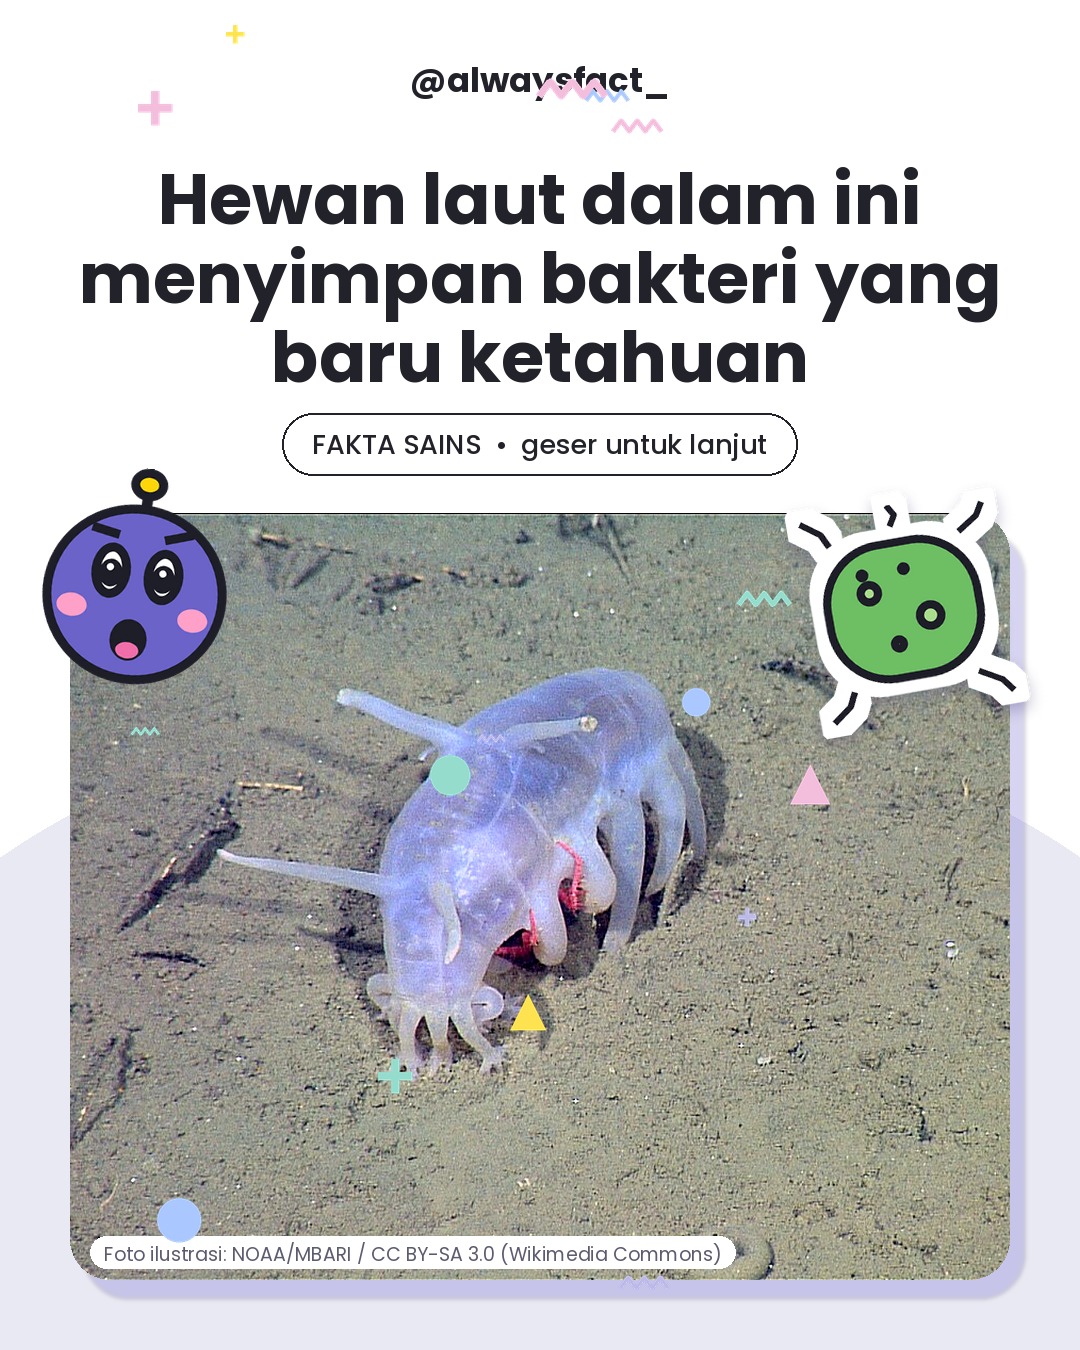 @alwaysfact_
Hewan laut dalam ini
menyimpan bakteri yang
baru ketahuan
FAKTA SAINS • geser untuk lanjut
Foto ilustrasi: NOAA/MBARI / CC BY-SA 3.0 (Wikimedia Commons)